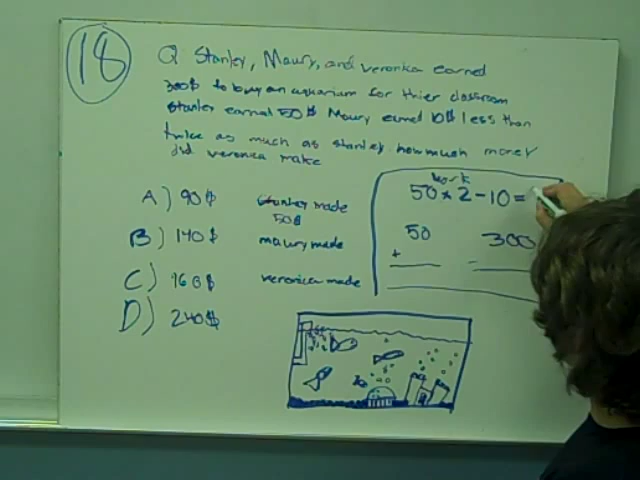 18
Q Stanley, Maury, and veronica earned
300$ to buy an aquarium for thier classroom
Stanley earned 50$ Maury earned 10$ less than
twice as much as Stanley. how much money
did veronica make
A) 90$
B) 140$
C) 160$
D) 240$
Stanley made
50$
maury made
veronica made
work
50 * 2 - 10 =
50
+
300
-